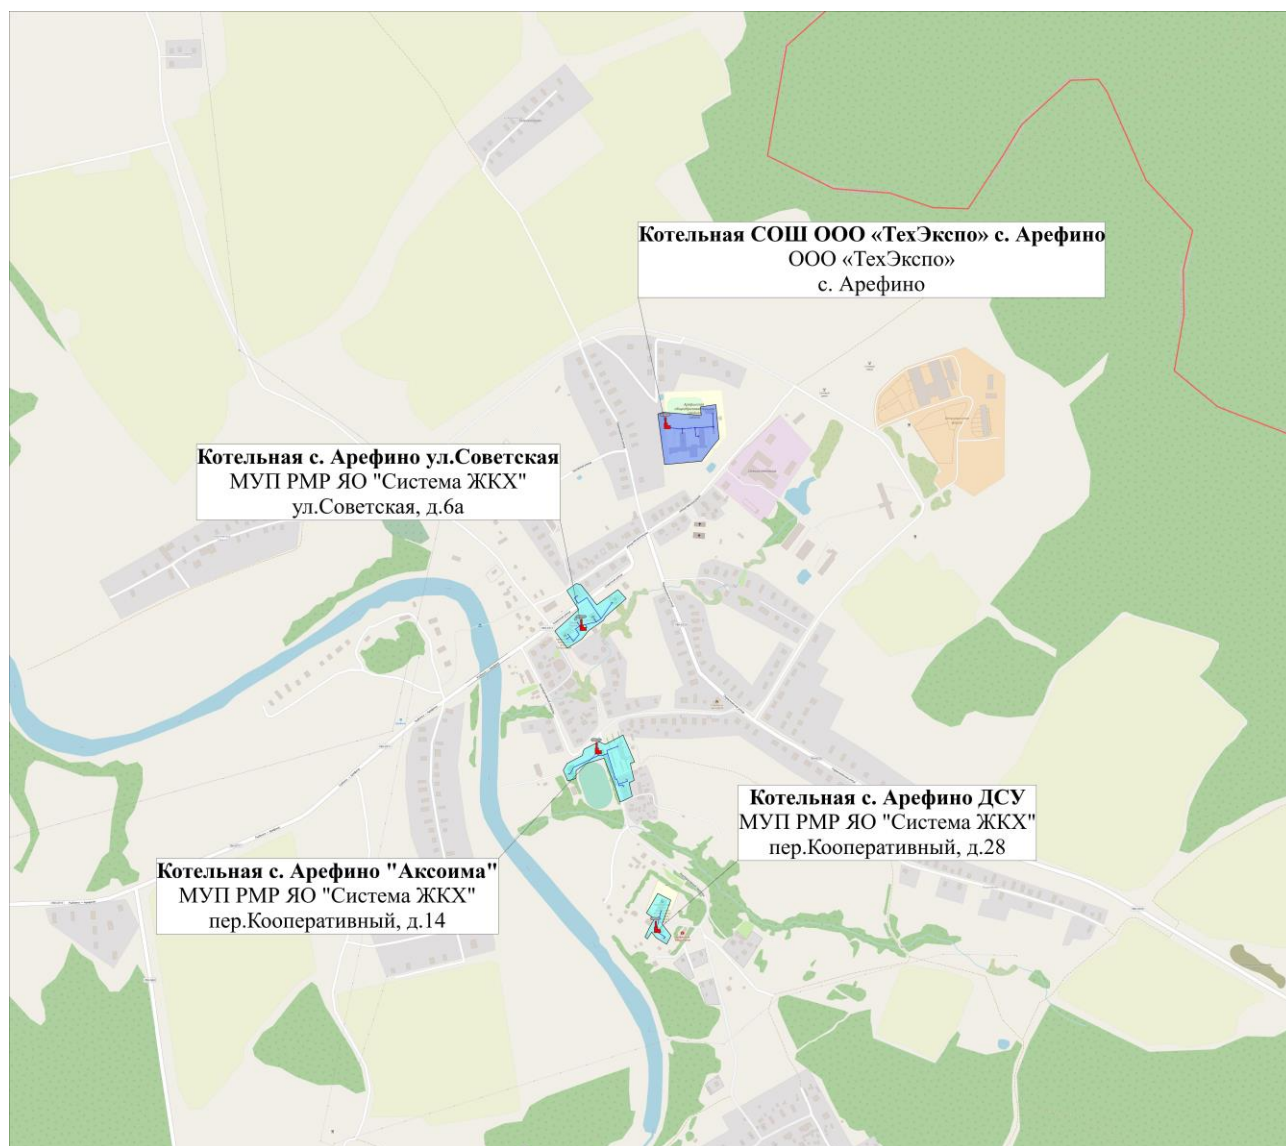 Котельная СОШ ООО «ТехЭкспо» с. Арефино
ООО «ТехЭкспо»
с. Арефино
Котельная с. Арефино ул.Советская
МУП РМР ЯО "Система ЖКХ"
ул.Советская, д.6а
Котельная с. Арефино ДСУ
МУП РМР ЯО "Система ЖКХ"
пер.Кооперативный, д.28
Котельная с. Арефино "Аксоима"
МУП РМР ЯО "Система ЖКХ"
пер.Кооперативный, д.14